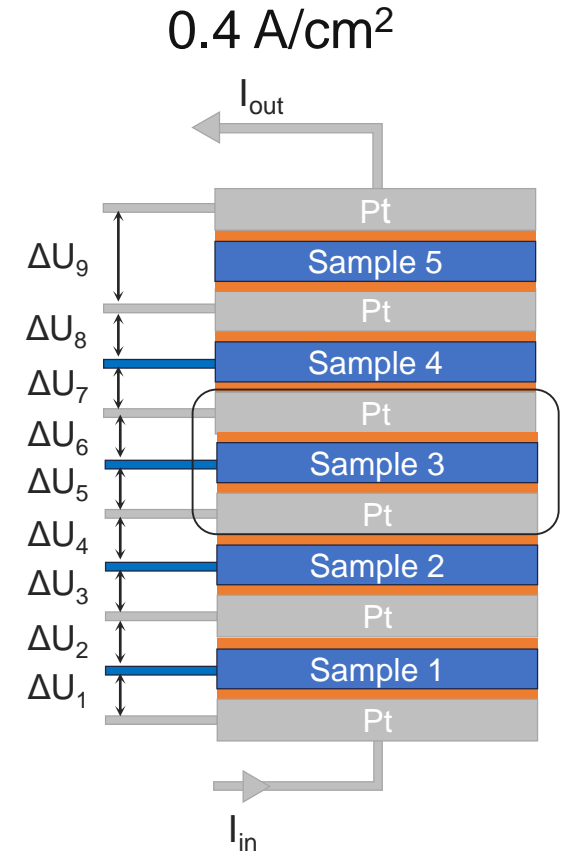 0.4 A/cm²
I_out
Pt
Sample 5
ΔU₉
Pt
ΔU₈
Sample 4
ΔU₇
Pt
ΔU₆
Sample 3
ΔU₅
Pt
ΔU₄
Sample 2
ΔU₃
Pt
ΔU₂
Sample 1
ΔU₁
Pt
I_in